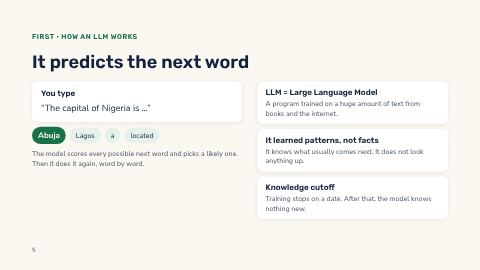 FIRST · HOW AN LLM WORKS
It predicts the next word
You type
"The capital of Nigeria is ..."
Abuja
Lagos
a
located
The model scores every possible next word and picks a likely one.
Then it does it again, word by word.
LLM = Large Language Model
A program trained on a huge amount of text from
books and the internet.
It learned patterns, not facts
It knows what usually comes next. It does not look
anything up.
Knowledge cutoff
Training stops on a date. After that, the model knows
nothing new.
5